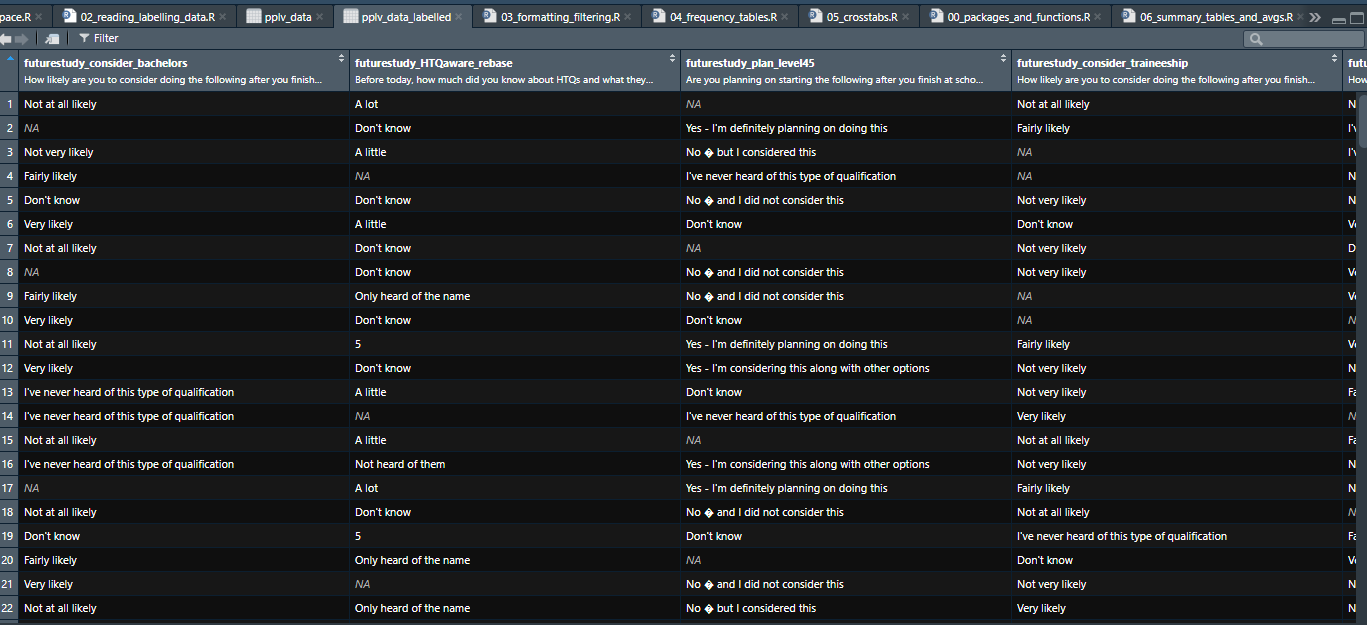 pace.R 02_reading_labelling_data.R pplv_data pplv_data_labelled 03_formatting_filtering.R 04_frequency_tables.R 05_crosstabs.R 00_packages_and_functions.R 06_summary_tables_and_avgs.R
Filter
futurestudy_consider_bachelors futurestudy_HTQaware_rebase futurestudy_plan_level45 futurestudy_consider_traineeship futu
How likely are you to consider doing the following after you finish... Before today, how much did you know about HTQs and what they... Are you planning on starting the following after you finish at scho... How likely are you to consider doing the following after you finish... How
1 Not at all likely A lot NA Not at all likely N
2 NA Don't know Yes - I'm definitely planning on doing this Fairly likely I'v
3 Not very likely A little No � but I considered this NA I'v
4 Fairly likely NA I've never heard of this type of qualification NA N
5 Don't know Don't know No � and I did not consider this Not very likely N
6 Very likely A little Don't know Don't know Ve
7 Not at all likely Don't know NA Not very likely D
8 NA Don't know No � and I did not consider this Not very likely Ve
9 Fairly likely Only heard of the name No � and I did not consider this NA Ve
10 Very likely Don't know Don't know NA N
11 Not at all likely 5 Yes - I'm definitely planning on doing this Fairly likely Ve
12 Very likely Don't know Yes - I'm considering this along with other options Not very likely N
13 I've never heard of this type of qualification A little Don't know Not very likely Fa
14 I've never heard of this type of qualification NA I've never heard of this type of qualification Very likely N
15 Not at all likely A little NA Not at all likely Fa
16 I've never heard of this type of qualification Not heard of them Yes - I'm considering this along with other options Not very likely N
17 NA A lot Yes - I'm definitely planning on doing this Fairly likely N
18 Not at all likely Don't know No � and I did not consider this Not at all likely N
19 Don't know 5 Don't know I've never heard of this type of qualification Fa
20 Fairly likely Only heard of the name NA Don't know Ve
21 Very likely NA No � and I did not consider this Not very likely N
22 Not at all likely Only heard of the name No � but I considered this Very likely N